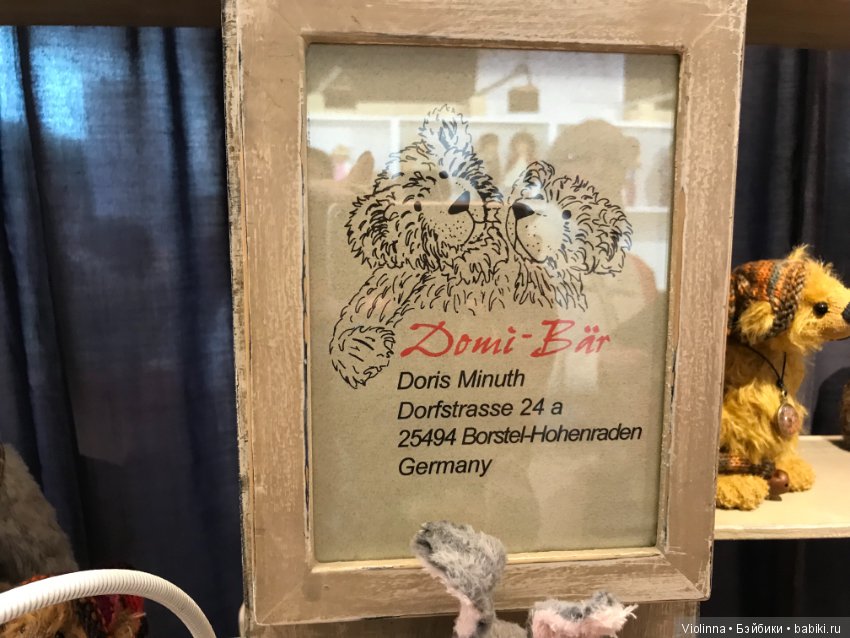 Domi-Bär
Doris Minuth
Dorfstrasse 24 a
25494 Borstel-Hohenraden
Germany
Violinna • Бэйбики • babiki.ru